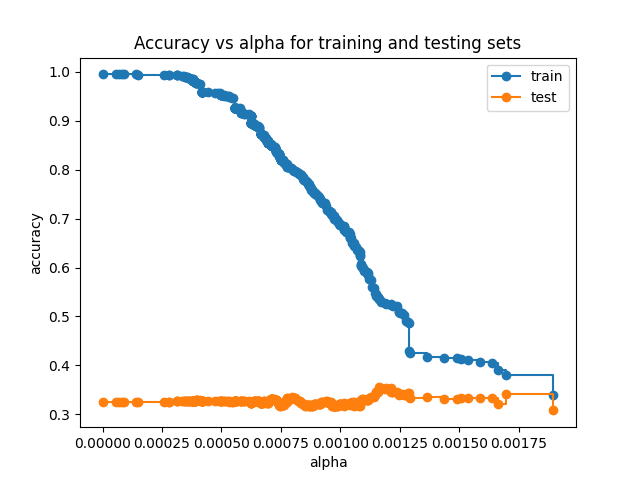 Accuracy vs alpha for training and testing sets
train
test
accuracy
1.0
0.9
0.8
0.7
0.6
0.5
0.4
0.3
0.00000 0.00025 0.00050 0.00075 0.00100 0.00125 0.00150 0.00175
alpha